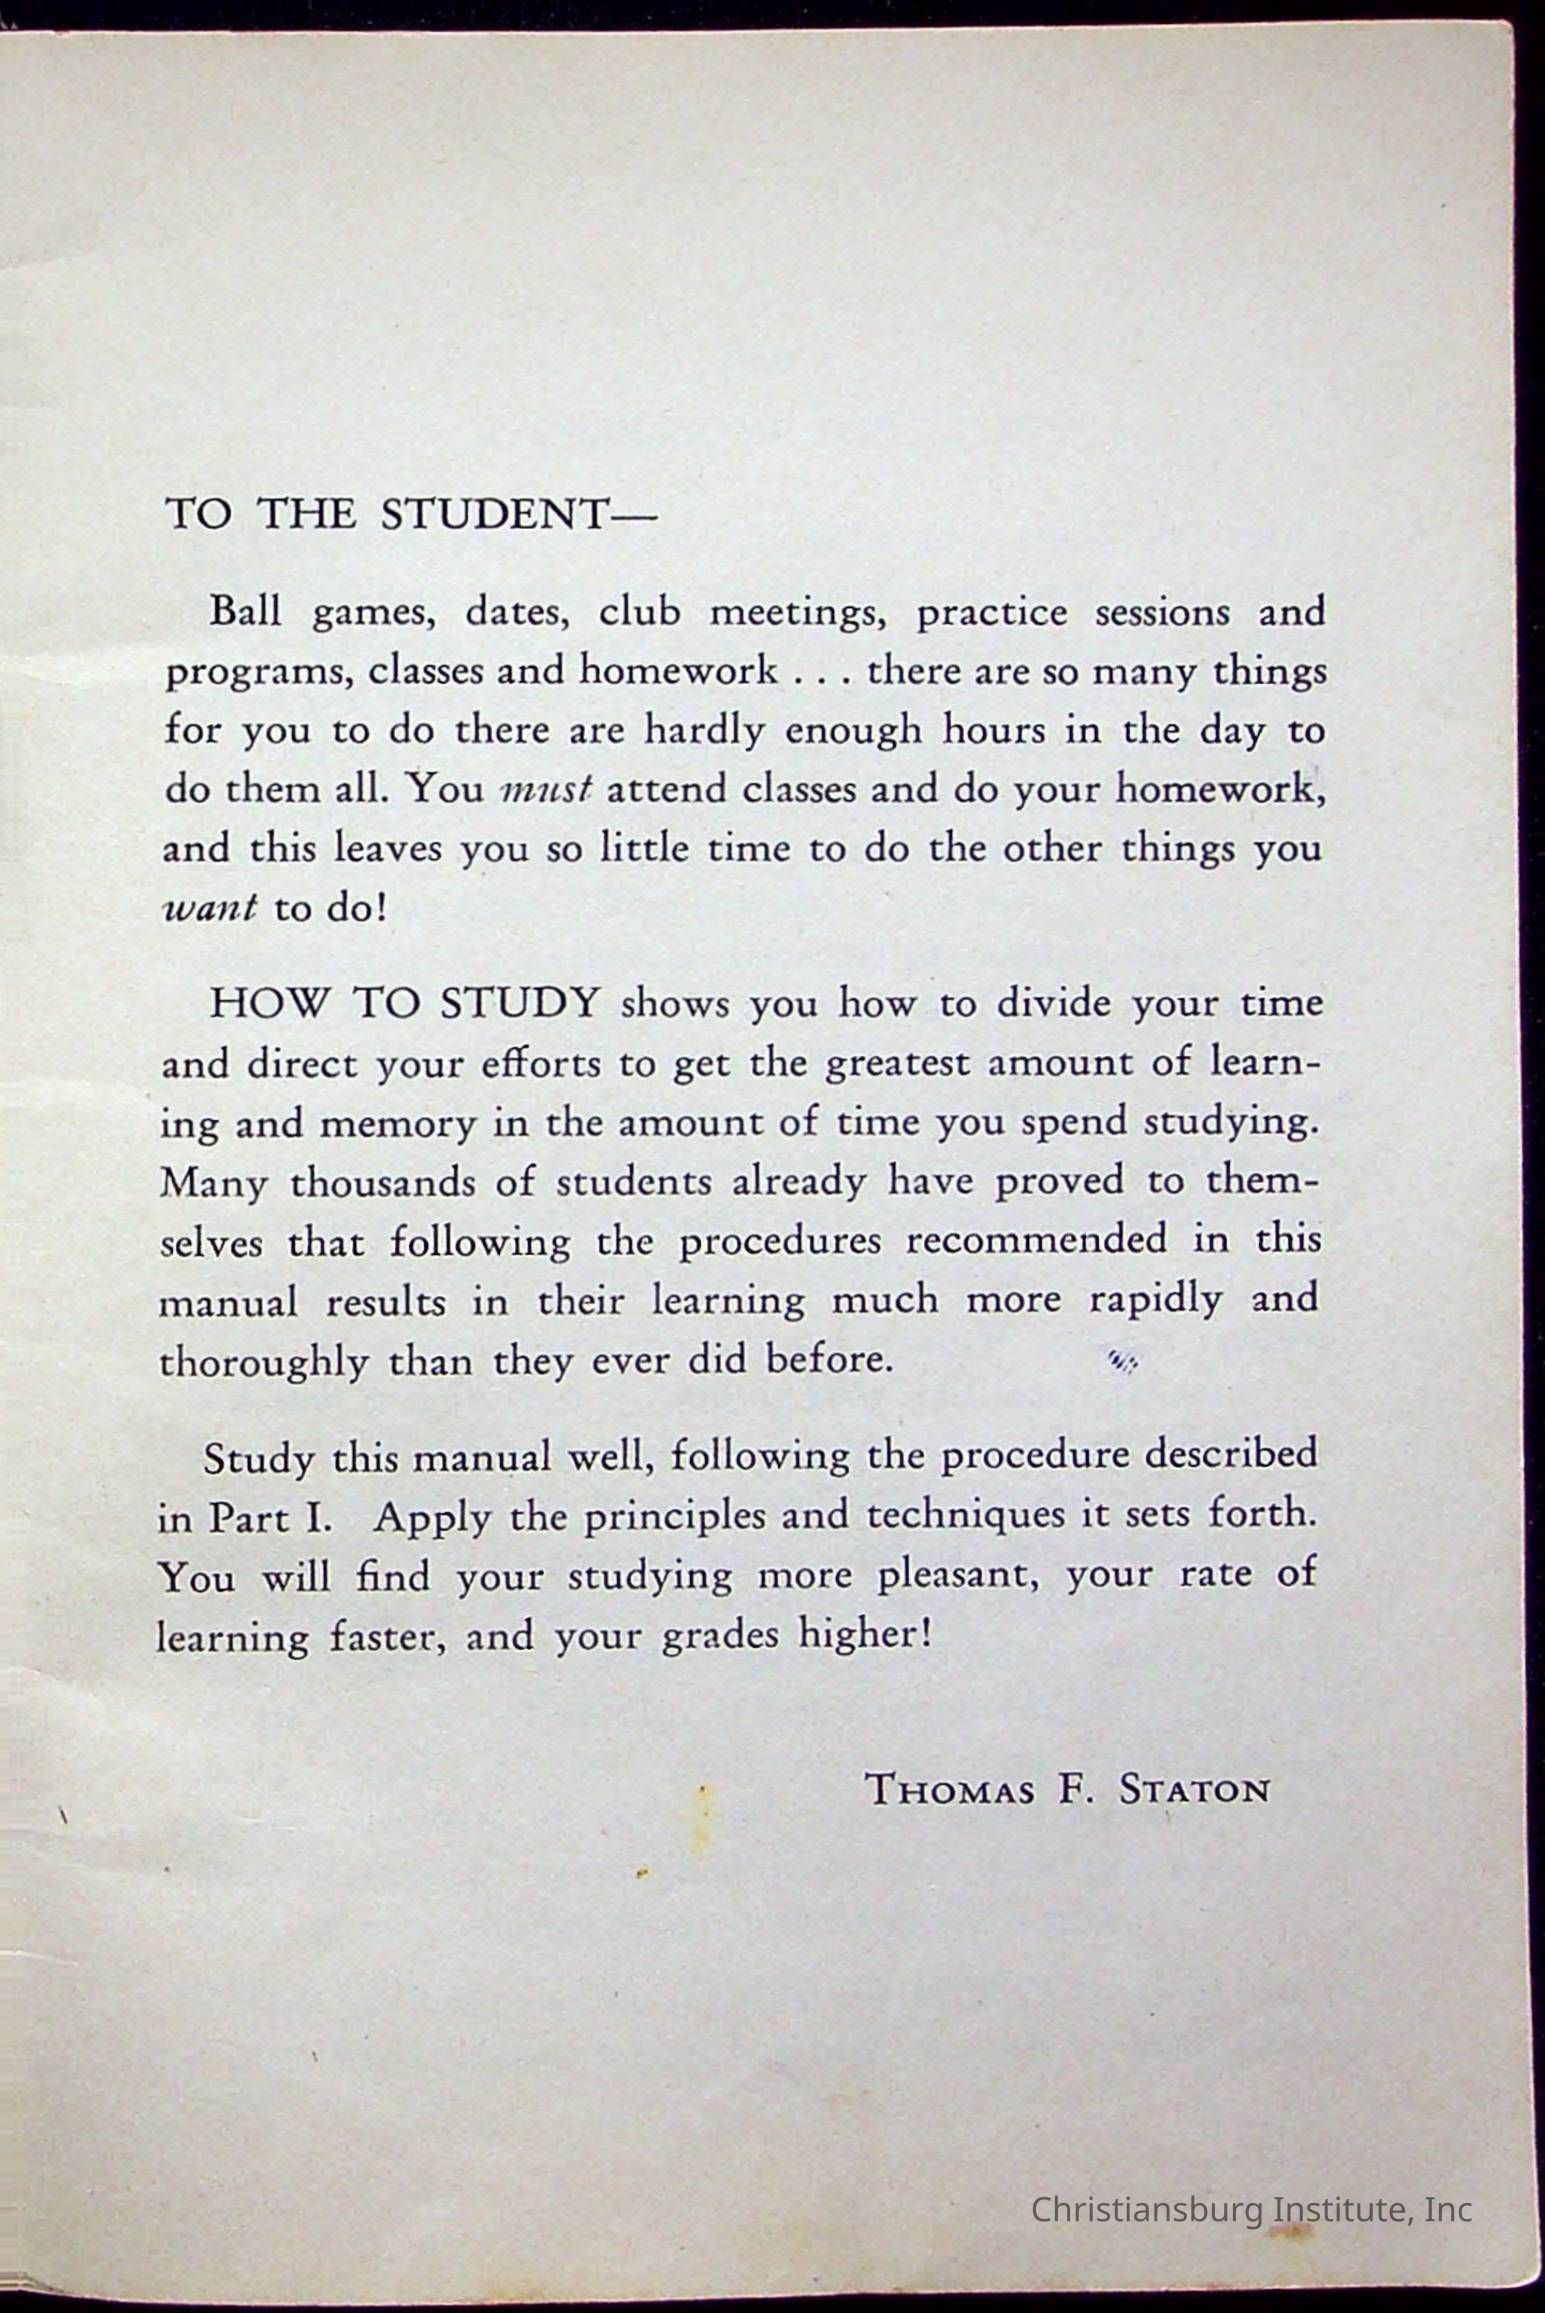 TO THE STUDENT—
Ball games, dates, club meetings, practice sessions and
programs, classes and homework . . . there are so many things
for you to do there are hardly enough hours in the day to
do them all. You must attend classes and do your homework,
and this leaves you so little time to do the other things you
want to do!
HOW TO STUDY shows you how to divide your time
and direct your efforts to get the greatest amount of learn-
ing and memory in the amount of time you spend studying.
Many thousands of students already have proved to them-
selves that following the procedures recommended in this
manual results in their learning much more rapidly and
thoroughly than they ever did before.
Study this manual well, following the procedure described
in Part I. Apply the principles and techniques it sets forth.
You will find your studying more pleasant, your rate of
learning faster, and your grades higher!
THOMAS F. STATON
Christiansburg Institute, Inc